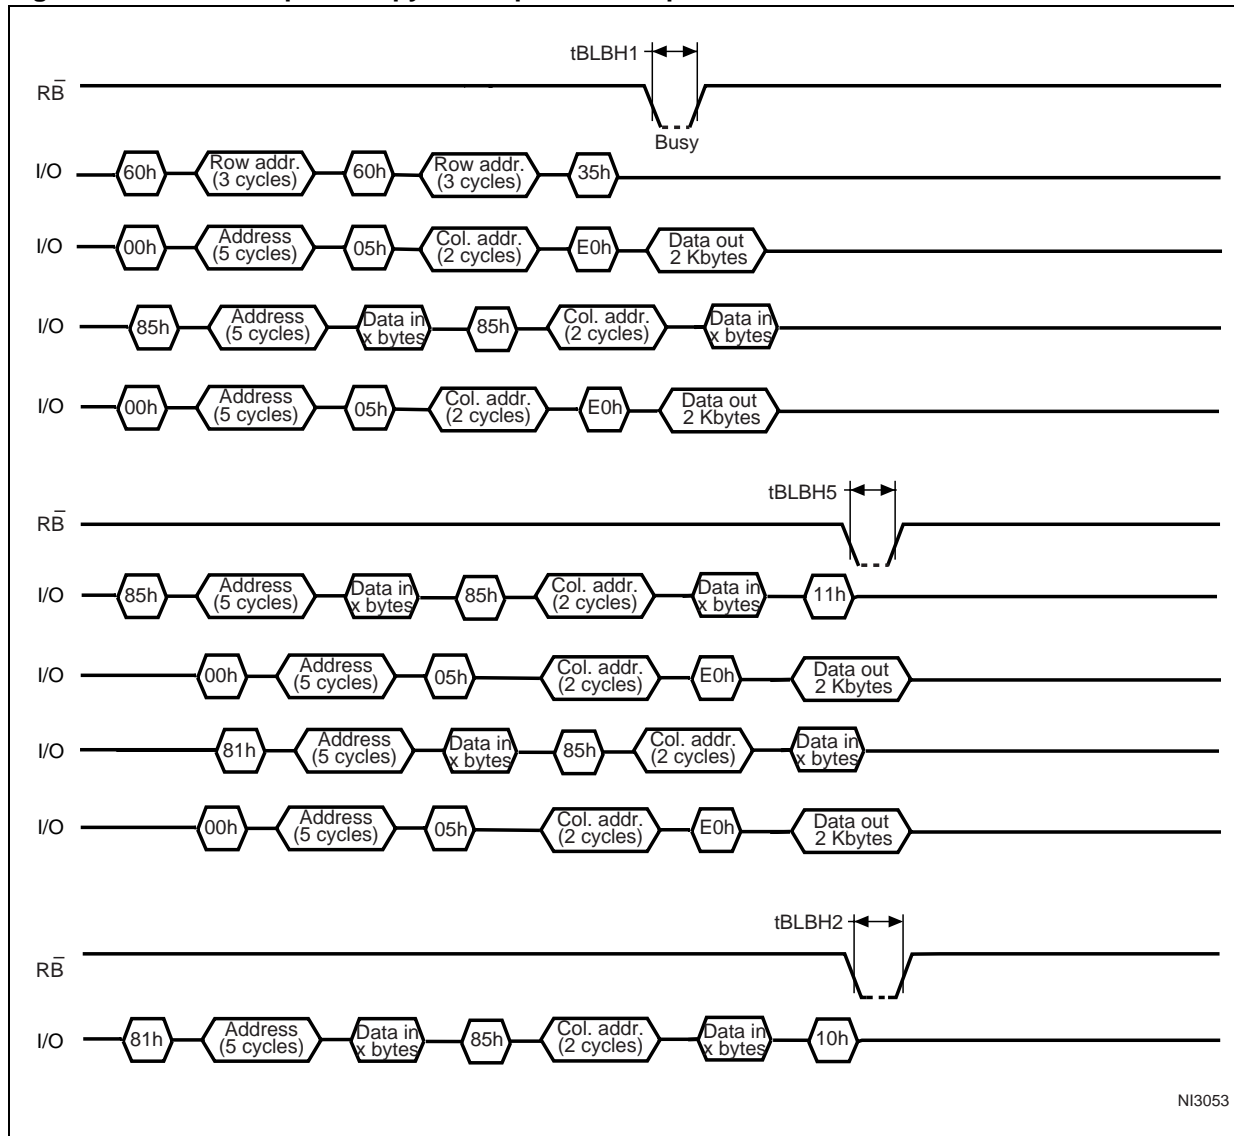 tBLBH1
RB̅
Busy
I/O 60h Row addr. (3 cycles) 60h Row addr. (3 cycles) 35h
I/O 00h Address (5 cycles) 05h Col. addr. (2 cycles) E0h Data out 2 Kbytes
I/O 85h Address (5 cycles) Data in x bytes 85h Col. addr. (2 cycles) Data in x bytes
I/O 00h Address (5 cycles) 05h Col. addr. (2 cycles) E0h Data out 2 Kbytes
tBLBH5
RB̅
I/O 85h Address (5 cycles) Data in x bytes 85h Col. addr. (2 cycles) Data in x bytes 11h
I/O 00h Address (5 cycles) 05h Col. addr. (2 cycles) E0h Data out 2 Kbytes
I/O 81h Address (5 cycles) Data in x bytes 85h Col. addr. (2 cycles) Data in x bytes
I/O 00h Address (5 cycles) 05h Col. addr. (2 cycles) E0h Data out 2 Kbytes
tBLBH2
RB̅
I/O 81h Address (5 cycles) Data in x bytes 85h Col. addr. (2 cycles) Data in x bytes 10h
NI3053